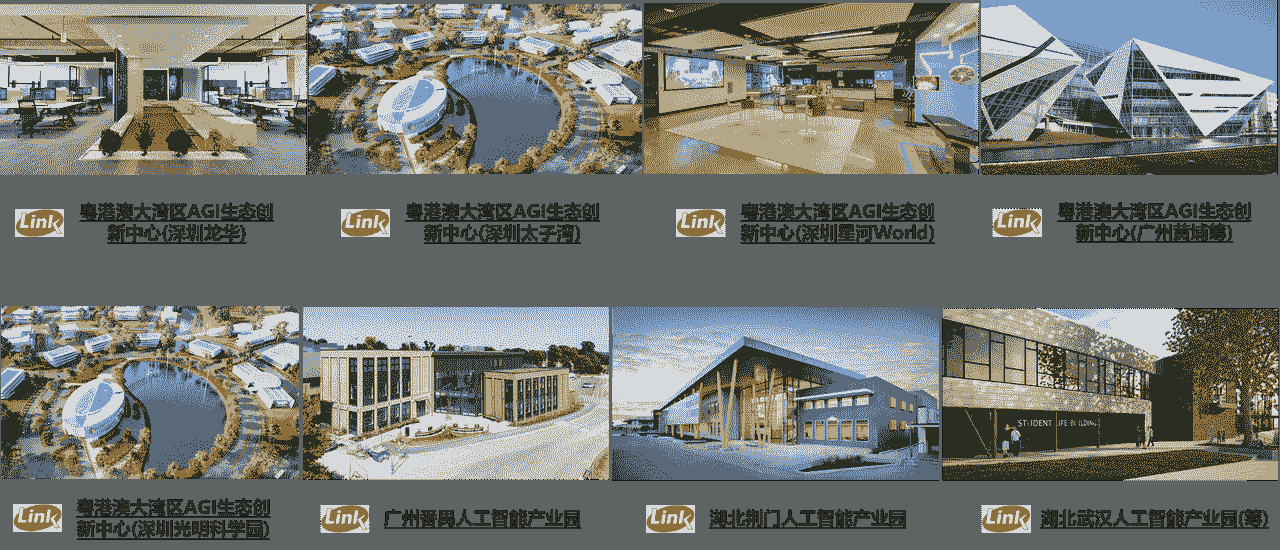 Link
粤港澳大湾区AGI生态创
新中心(深圳龙华)
Link
粤港澳大湾区AGI生态创
新中心(深圳太子湾)
Link
粤港澳大湾区AGI生态创
新中心(深圳星河World)
Link
粤港澳大湾区AGI生态创
新中心(广州黄埔筹)
STUDENT LIFE BUILDING
Link
粤港澳大湾区AGI生态创
新中心(深圳光明科学园)
Link
广州番禺人工智能产业园
Link
湖北荆门人工智能产业园
Link
湖北武汉人工智能产业园(筹)